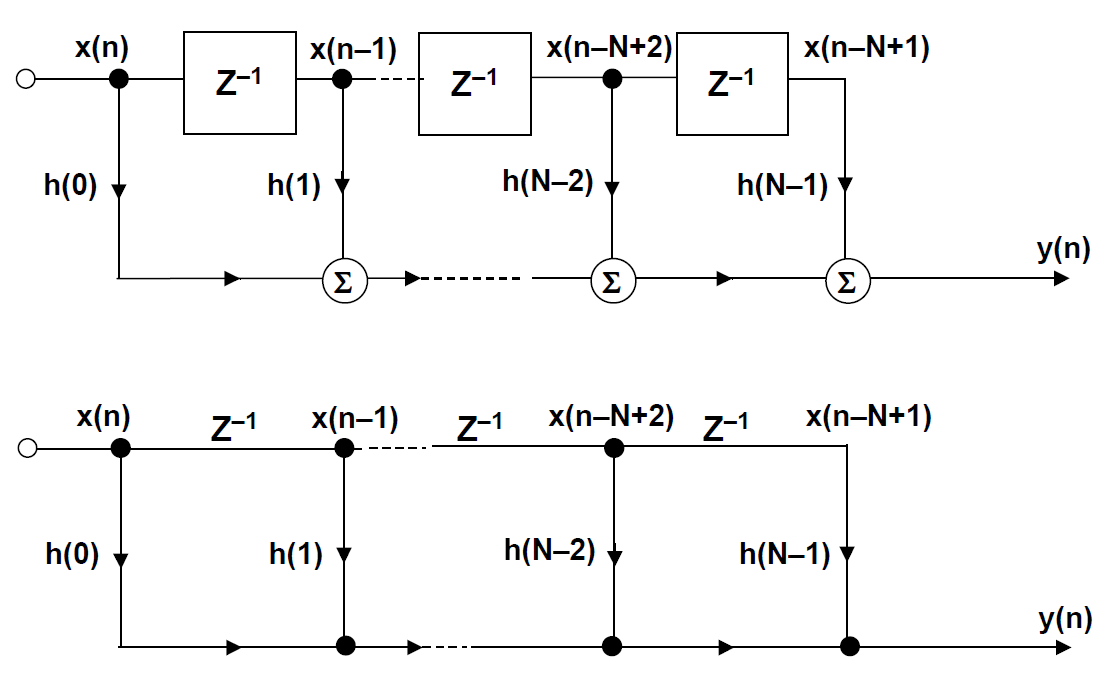 x(n) x(n–1) x(n–N+2) x(n–N+1)
Z⁻¹ Z⁻¹ Z⁻¹
h(0) h(1) h(N–2) h(N–1)
y(n)
Σ Σ Σ
x(n) x(n–1) x(n–N+2) x(n–N+1)
Z⁻¹ Z⁻¹ Z⁻¹
h(0) h(1) h(N–2) h(N–1)
y(n)